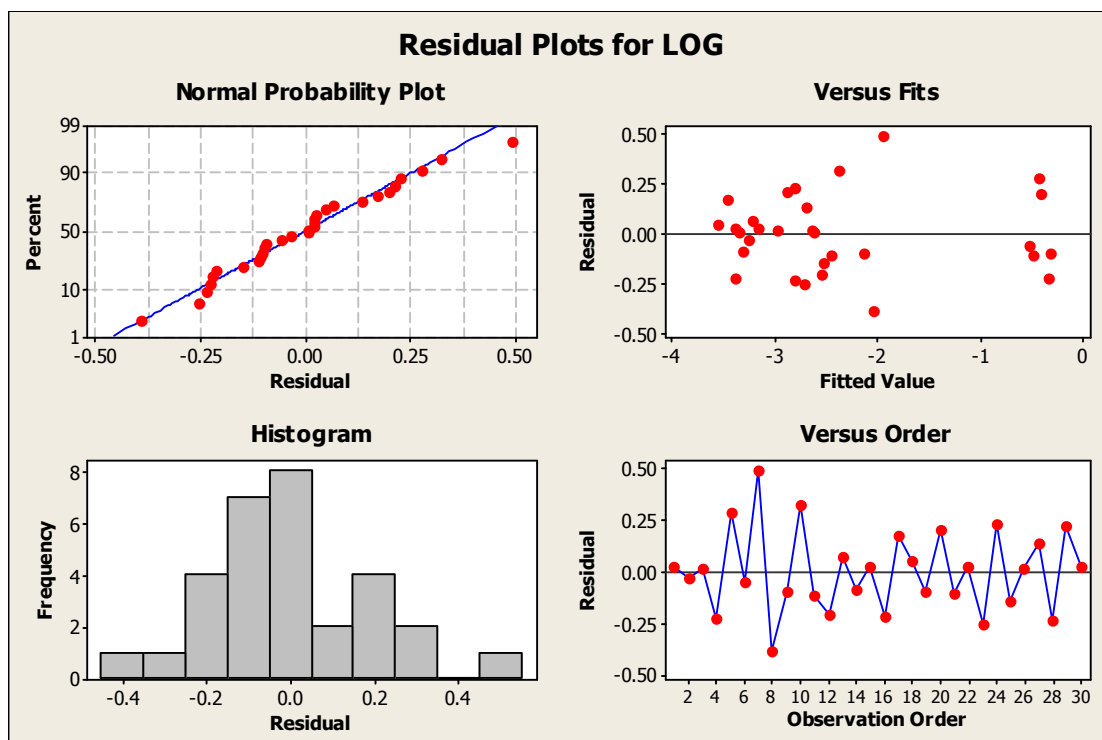 Residual Plots for LOG
Normal Probability Plot
99
90
50
10
1
Percent
-0.50 -0.25 0.00 0.25 0.50
Residual
Versus Fits
0.50
0.25
0.00
-0.25
-0.50
Residual
-4 -3 -2 -1 0
Fitted Value
Histogram
8
6
4
2
0
Frequency
-0.4 -0.2 0.0 0.2 0.4
Residual
Versus Order
0.50
0.25
0.00
-0.25
-0.50
Residual
2 4 6 8 10 12 14 16 18 20 22 24 26 28 30
Observation Order